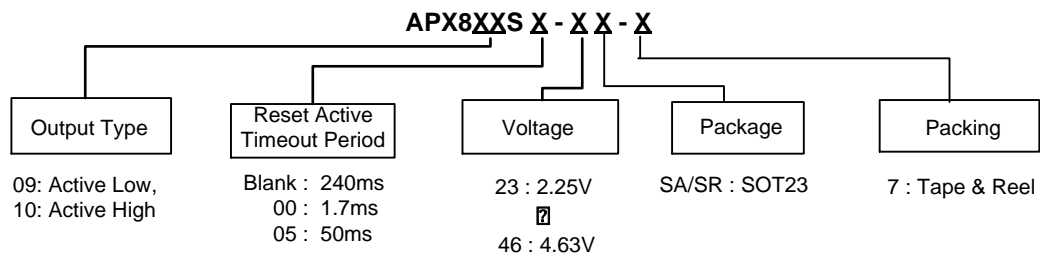 APX8XXS X - X X - X
Output Type
Reset Active
Timeout Period
Voltage
Package
Packing
09: Active Low,
10: Active High
Blank : 240ms
00 : 1.7ms
05 : 50ms
23 : 2.25V
?
46 : 4.63V
SA/SR : SOT23
7 : Tape & Reel